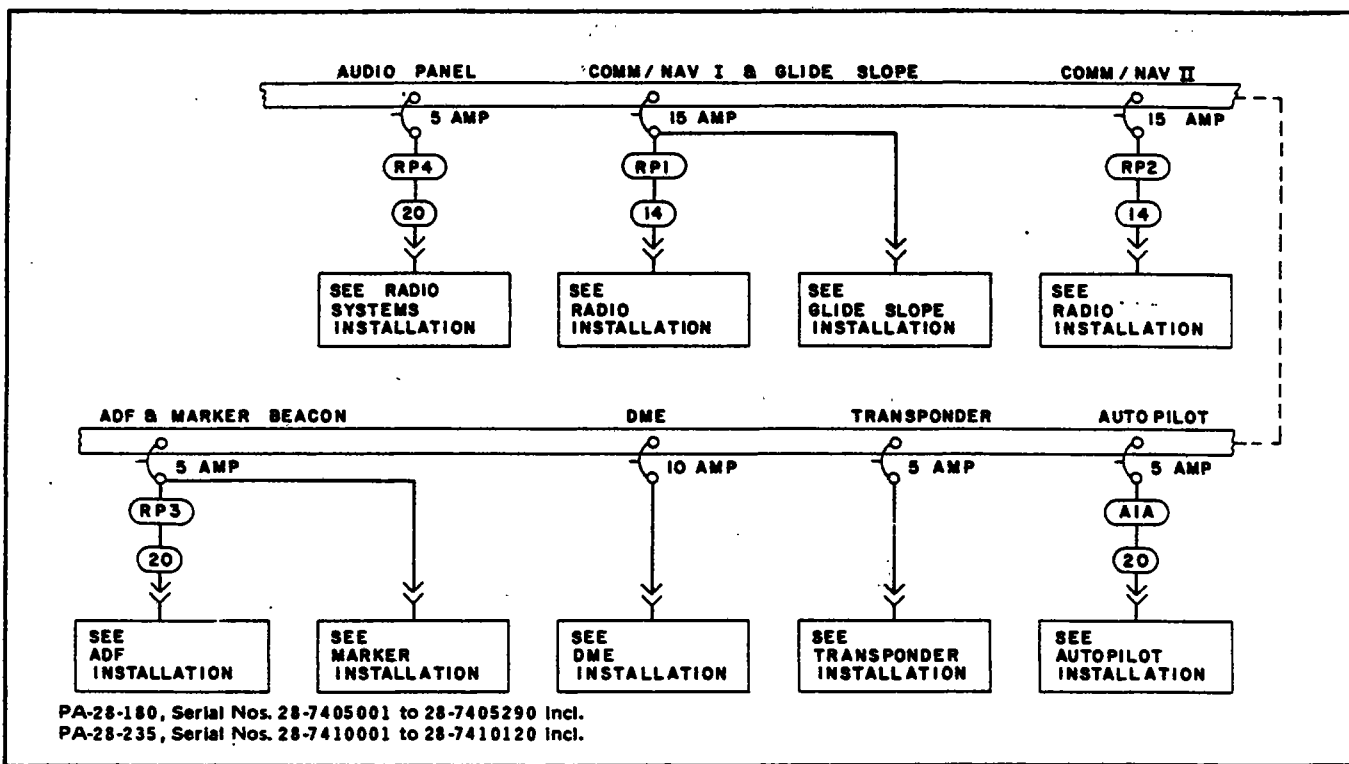 AUDIO PANEL COMM/NAV I & GLIDE SLOPE COMM/NAV II
5 AMP 15 AMP 15 AMP
RP4 RP1 RP2
20 14 14
SEE RADIO
SYSTEMS
INSTALLATION
SEE
RADIO
INSTALLATION
SEE
GLIDE SLOPE
INSTALLATION
SEE
RADIO
INSTALLATION
ADF & MARKER BEACON DME TRANSPONDER AUTOPILOT
5 AMP 10 AMP 5 AMP 5 AMP
RP3 A1A
20 20
SEE
ADF
INSTALLATION
SEE
MARKER
INSTALLATION
SEE
DME
INSTALLATION
SEE
TRANSPONDER
INSTALLATION
SEE
AUTOPILOT
INSTALLATION
PA-28-180, Serial Nos. 28-7405001 to 28-7405290 Incl.
PA-28-235, Serial Nos. 28-7410001 to 28-7410120 Incl.